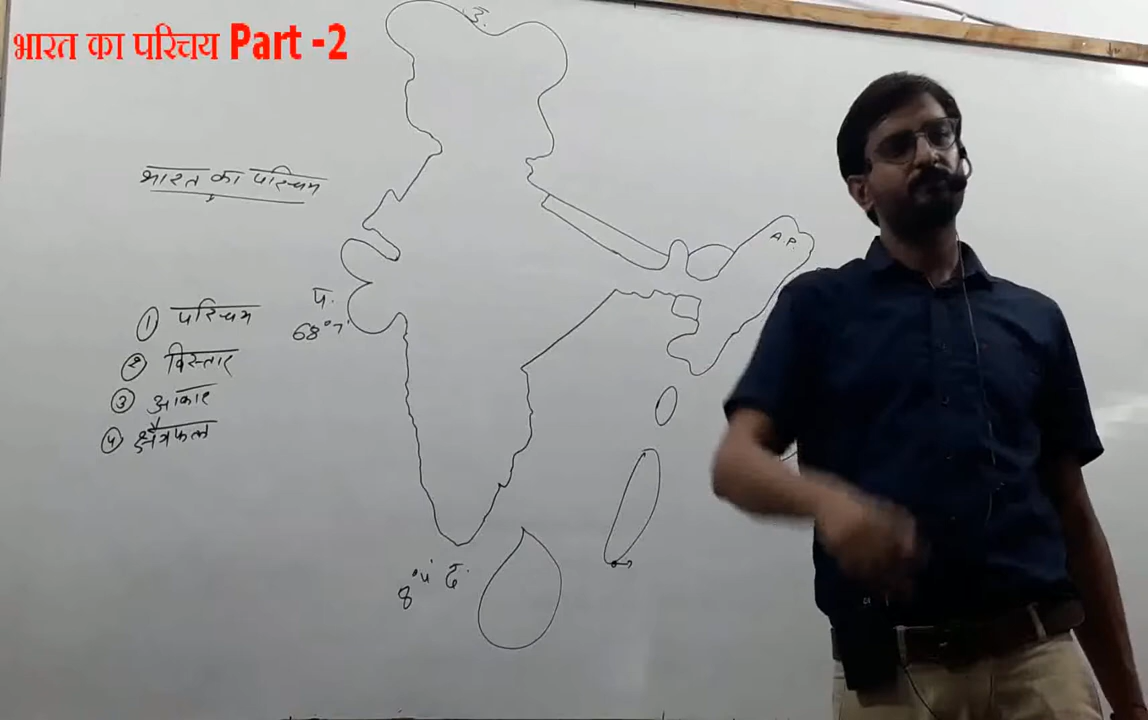 भारत का परिचय Part -2
उ.
भारत का परिचय
A.P.
① परिचय
② विस्तार
③ आकार
④ क्षेत्रफल
प.
68°7'
8°4' द.